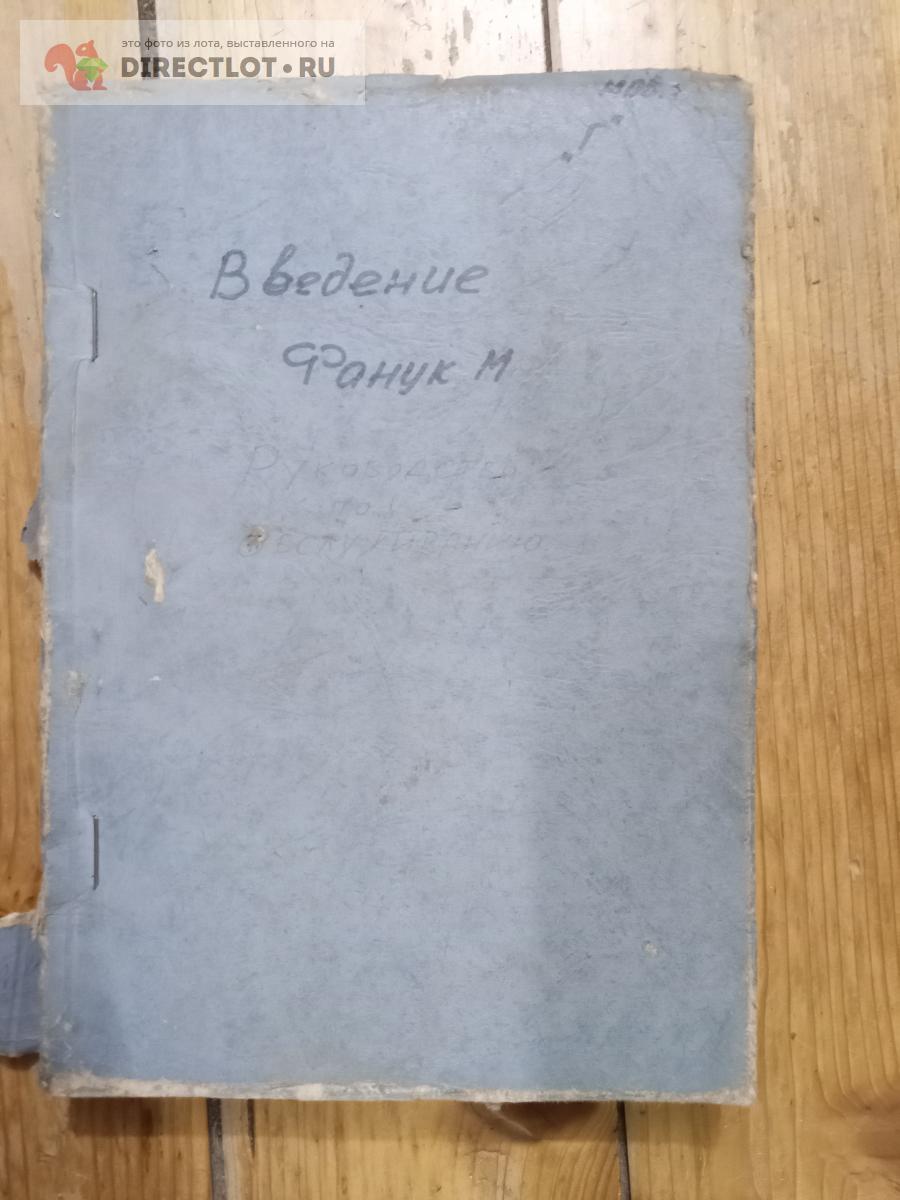 это фото из лота, выставленного на
DIRECTLOT.RU
"Г"
Введение
Фанук М
Руководство
по
обслуживанию